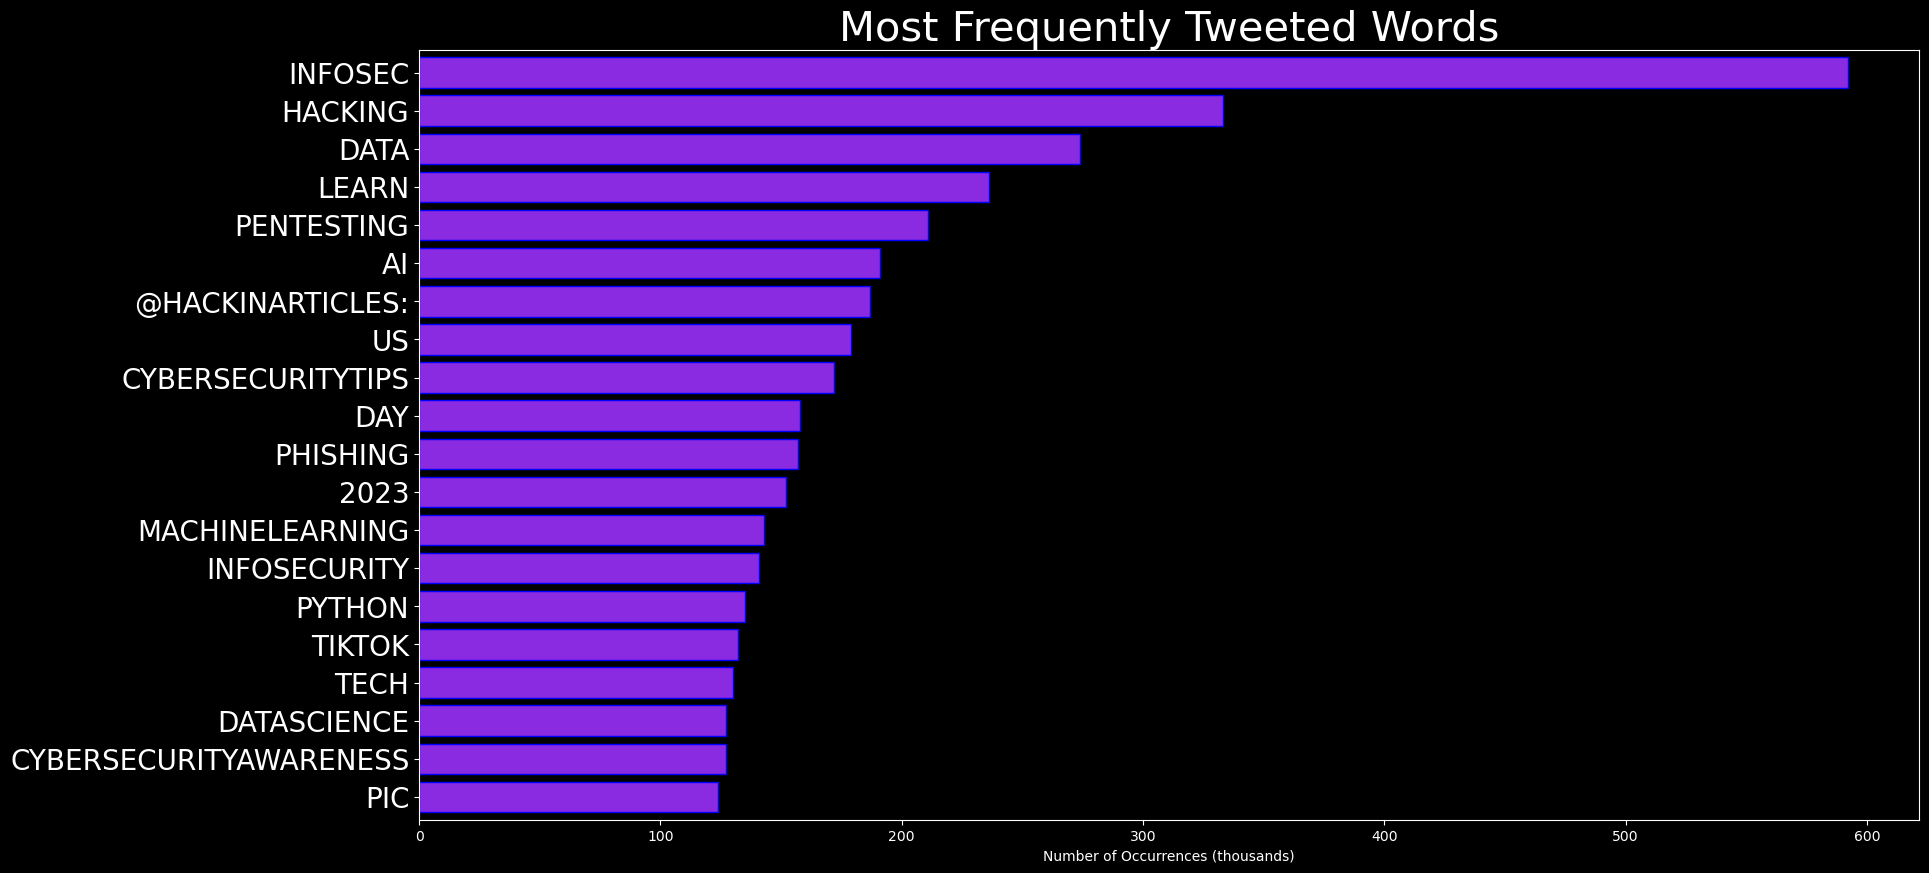 Most Frequently Tweeted Words
INFOSEC
HACKING
DATA
LEARN
PENTESTING
AI
@HACKINARTICLES:
US
CYBERSECURITYTIPS
DAY
PHISHING
2023
MACHINELEARNING
INFOSECURITY
PYTHON
TIKTOK
TECH
DATASCIENCE
CYBERSECURITYAWARENESS
PIC
0 100 200 300 400 500 600
Number of Occurrences (thousands)